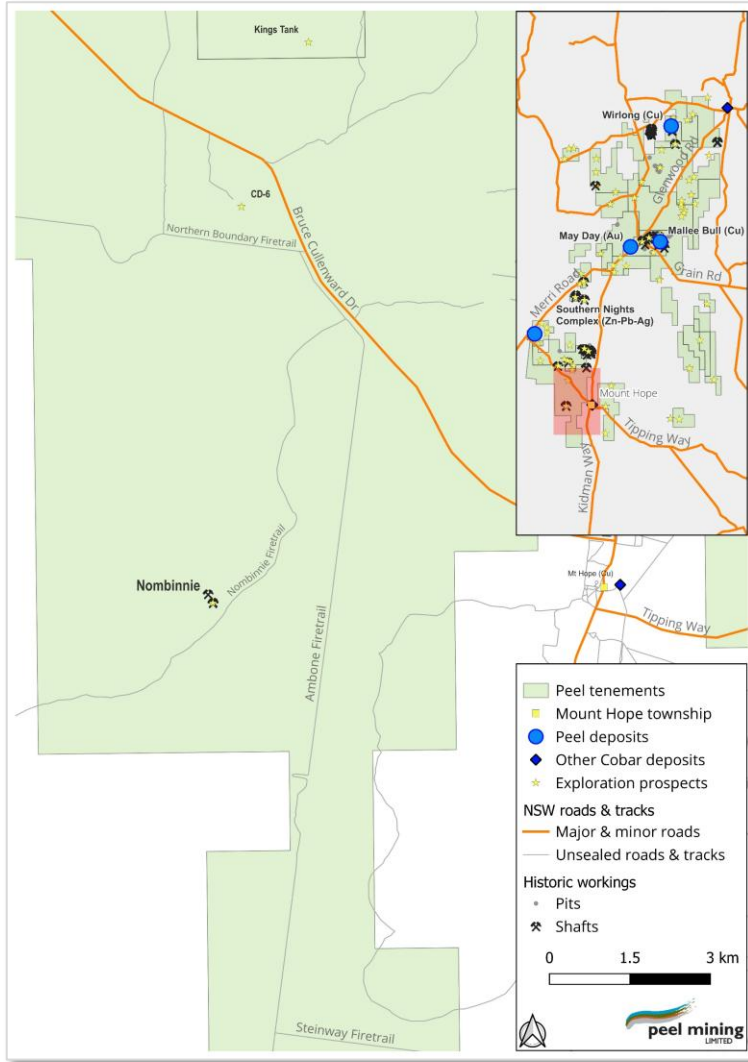 Kings Tank
CD-6
Northern Boundary Firetrail
Bruce Cullenward Dr
Nombinnie
Nombinnie Firetrail
Ambone Firetrail
Steinway Firetrail
Mt Hope (Cu)
Tipping Way
Wirlong (Cu)
Glenwood Rd
May Day (Au)
Mallee Bull (Cu)
Grain Rd
Merri Road
Southern Nights
Complex (Zn-Pb-Ag)
Mount Hope
Tipping Way
Kidman Way
Peel tenements
Mount Hope township
Peel deposits
Other Cobar deposits
Exploration prospects
NSW roads & tracks
Major & minor roads
Unsealed roads & tracks
Historic workings
Pits
Shafts
0 1.5 3 km
peel mining
LIMITED